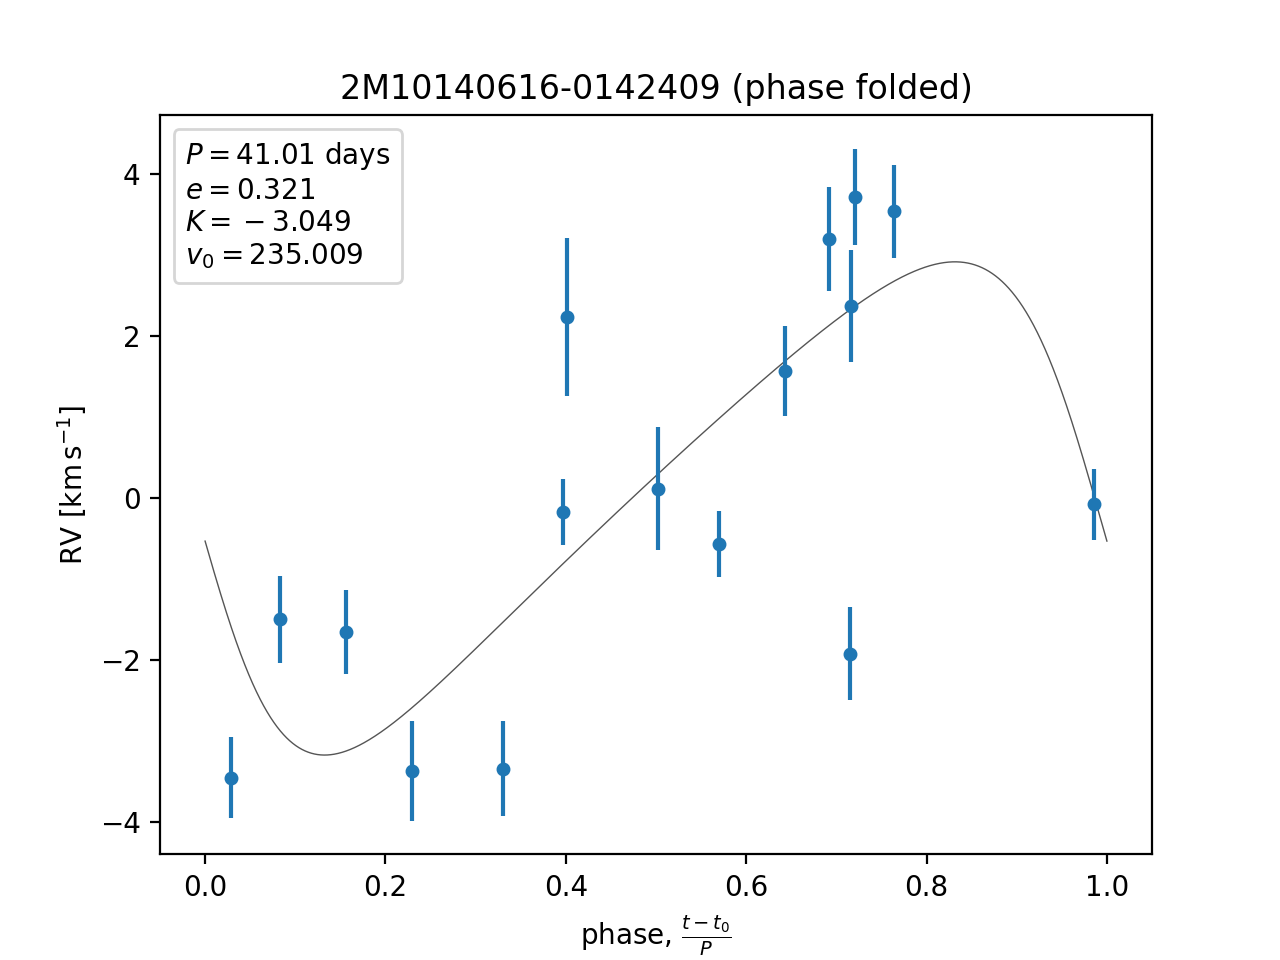 2M10140616-0142409 (phase folded)
P = 41.01 days
e = 0.321
K = −3.049
v₀ = 235.009
4
2
0
−2
−4
RV [km s⁻¹]
0.0 0.2 0.4 0.6 0.8 1.0
phase, (t − t₀)/P